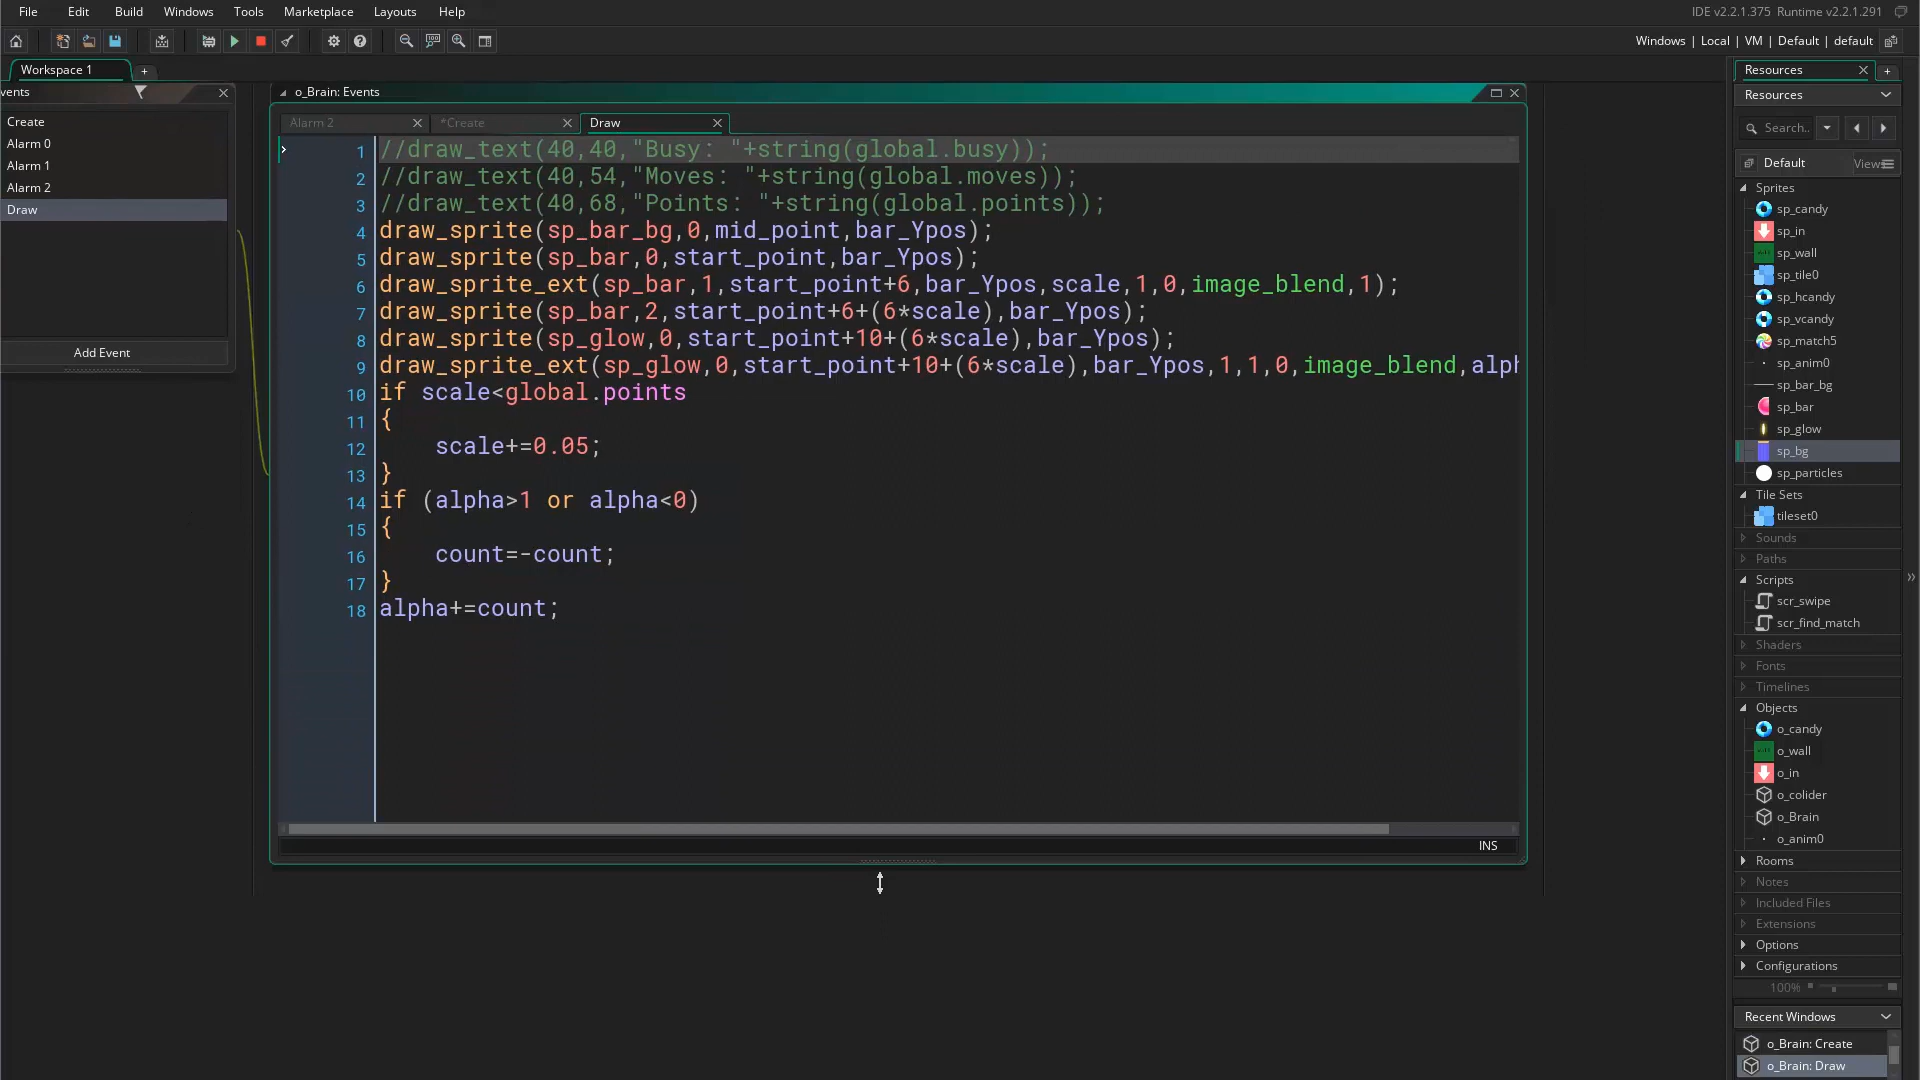 File Edit Build Windows Tools Marketplace Layouts Help
IDE v2.2.1.375 Runtime v2.2.1.291
Windows | Local | VM | Default | default
Workspace 1 +
vents
Create
Alarm 0
Alarm 1
Alarm 2
Draw
Add Event
o_Brain: Events
Alarm 2 *Create Draw
1 //draw_text(40,40,"Busy: "+string(global.busy));
2 //draw_text(40,54,"Moves: "+string(global.moves));
3 //draw_text(40,68,"Points: "+string(global.points));
4 draw_sprite(sp_bar_bg,0,mid_point,bar_Ypos);
5 draw_sprite(sp_bar,0,start_point,bar_Ypos);
6 draw_sprite_ext(sp_bar,1,start_point+6,bar_Ypos,scale,1,0,image_blend,1);
7 draw_sprite(sp_bar,2,start_point+6+(6*scale),bar_Ypos);
8 draw_sprite(sp_glow,0,start_point+10+(6*scale),bar_Ypos);
9 draw_sprite_ext(sp_glow,0,start_point+10+(6*scale),bar_Ypos,1,1,0,image_blend,alph
10 if scale<global.points
11 {
12 scale+=0.05;
13 }
14 if (alpha>1 or alpha<0)
15 {
16 count=-count;
17 }
18 alpha+=count;
INS
Resources +
Resources
Search..
Default Views
Sprites
sp_candy
sp_in
sp_wall
sp_tile0
sp_hcandy
sp_vcandy
sp_match5
sp_anim0
sp_bar_bg
sp_bar
sp_glow
sp_bg
sp_particles
Tile Sets
tileset0
Sounds
Paths
Scripts
scr_swipe
scr_find_match
Shaders
Fonts
Timelines
Objects
o_candy
o_wall
o_in
o_colider
o_Brain
o_anim0
Rooms
Notes
Included Files
Extensions
Options
Configurations
100%
Recent Windows
o_Brain: Create
o_Brain: Draw